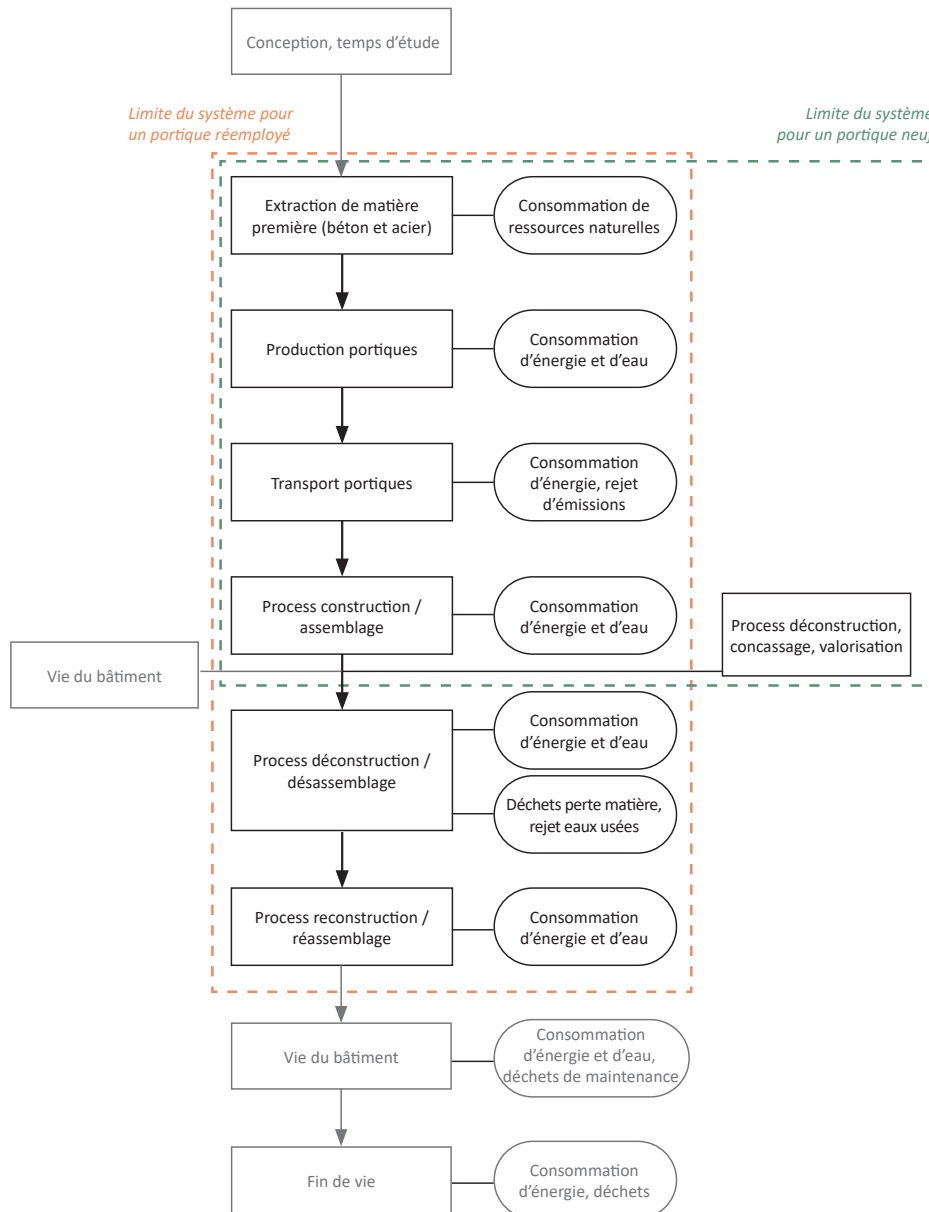 Conception, temps d’étude
Limite du système pour
un portique réemployé
Limite du système
pour un portique neuf
Extraction de matière
première (béton et acier)
Consommation de
ressources naturelles
Production portiques
Consommation
d’énergie et d’eau
Transport portiques
Consommation
d’énergie, rejet
d’émissions
Process construction /
assemblage
Consommation
d’énergie et d’eau
Process déconstruction,
concassage, valorisation
Vie du bâtiment
Process déconstruction /
désassemblage
Consommation
d’énergie et d’eau
Déchets perte matière,
rejet eaux usées
Process reconstruction /
réassemblage
Consommation
d’énergie et d’eau
Vie du bâtiment
Consommation
d’énergie et d’eau,
déchets de maintenance
Fin de vie
Consommation
d’énergie, déchets